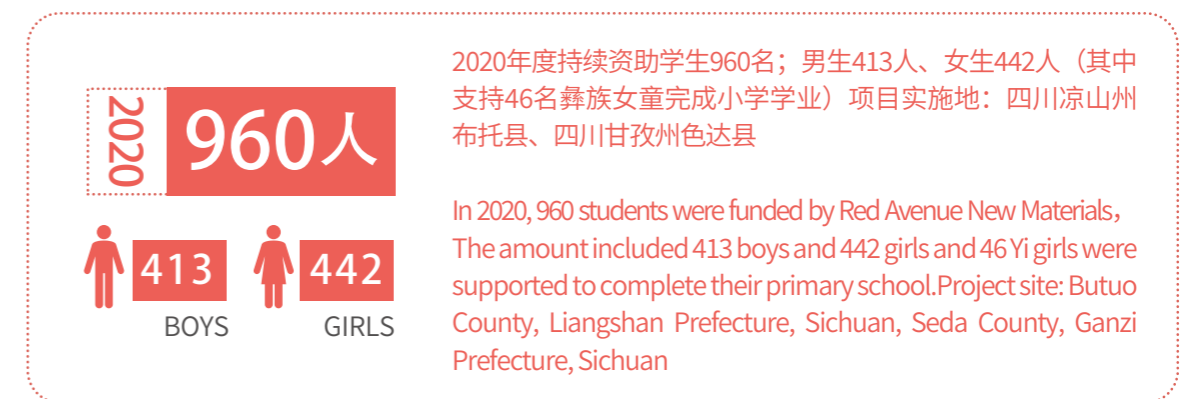 2020
960人
413
BOYS
442
GIRLS
2020年度持续资助学生960名；男生413人、女生442人（其中
支持46名彝族女童完成小学学业）项目实施地：四川凉山州
布托县、四川甘孜州色达县
In 2020, 960 students were funded by Red Avenue New Materials，
The amount included 413 boys and 442 girls and 46 Yi girls were
supported to complete their primary school.Project site: Butuo
County, Liangshan Prefecture, Sichuan, Seda County, Ganzi
Prefecture, Sichuan